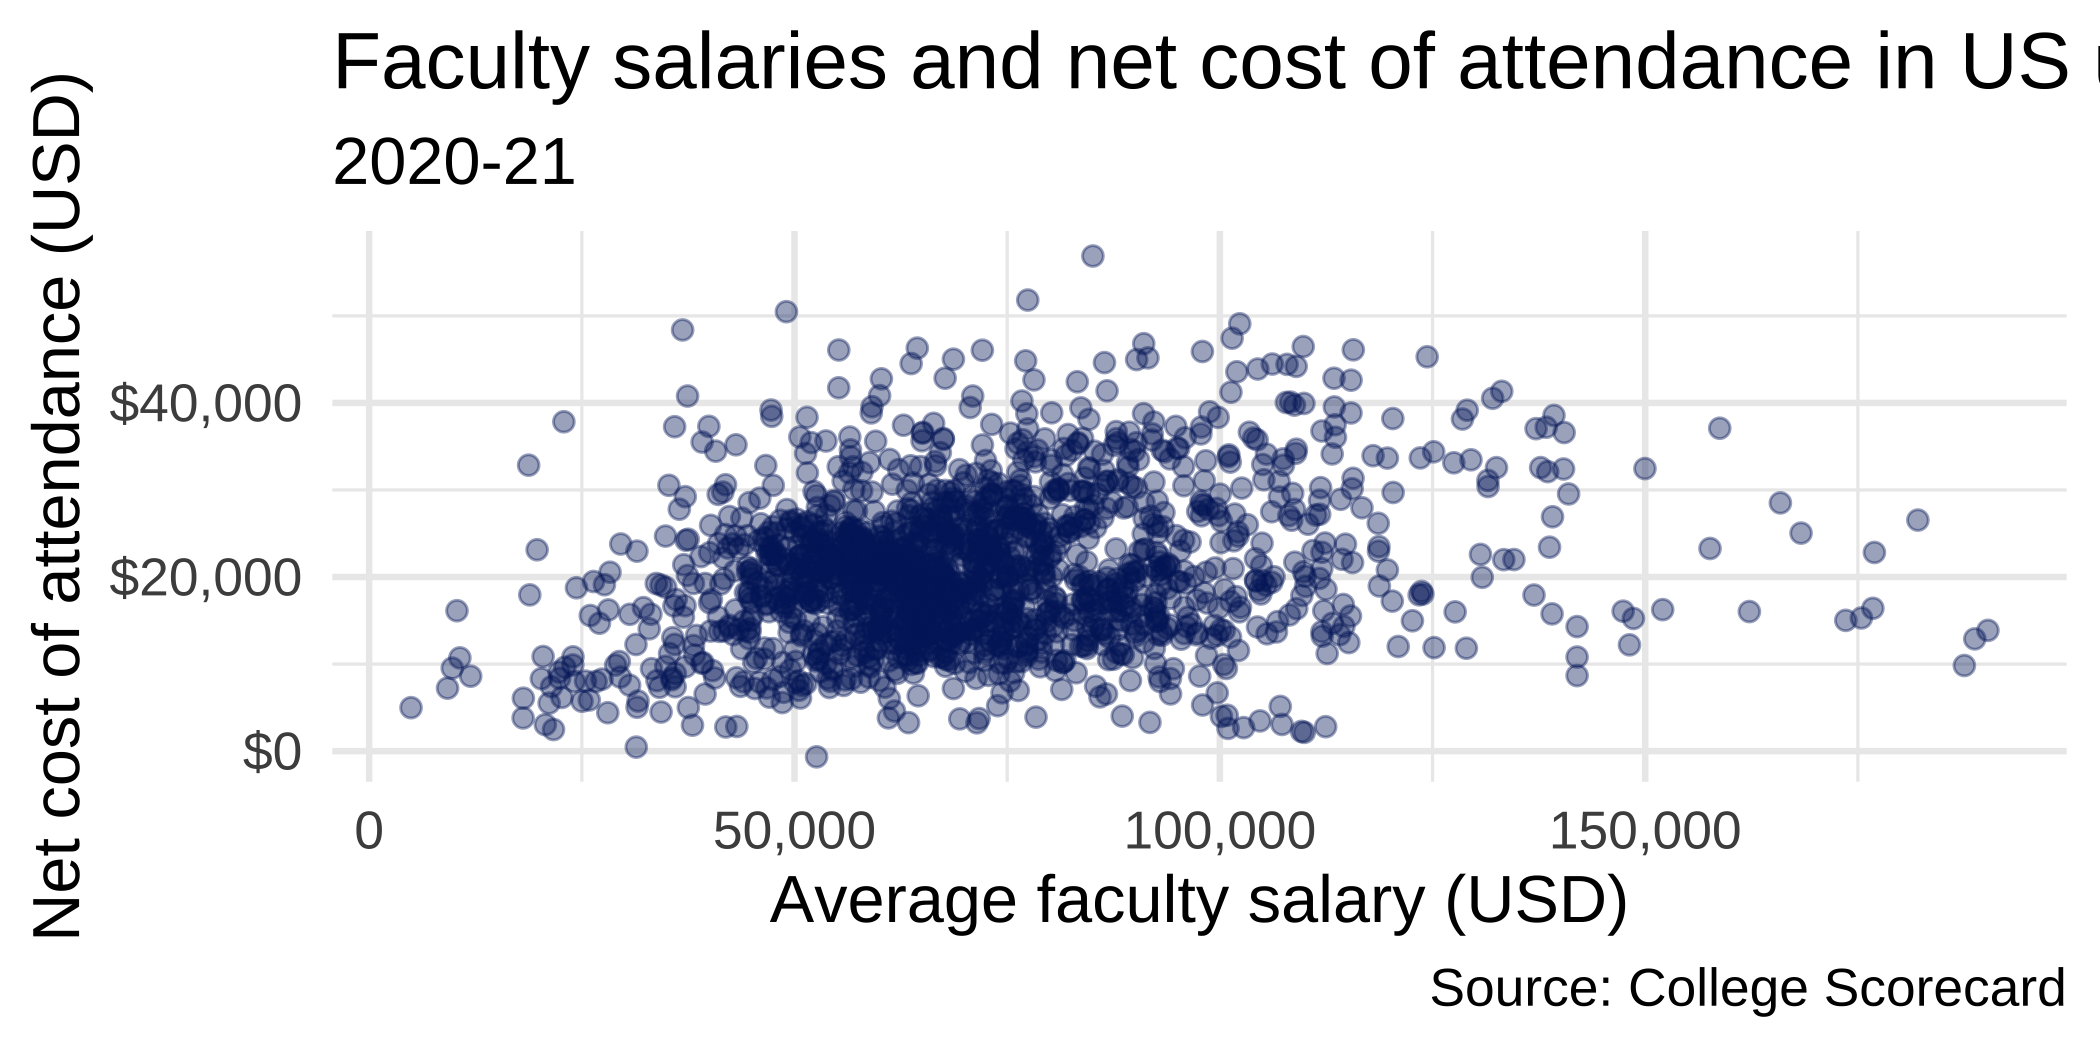 Faculty salaries and net cost of attendance in US
2020-21
Net cost of attendance (USD)
$40,000
$20,000
$0
0 50,000 100,000 150,000
Average faculty salary (USD)
Source: College Scorecard